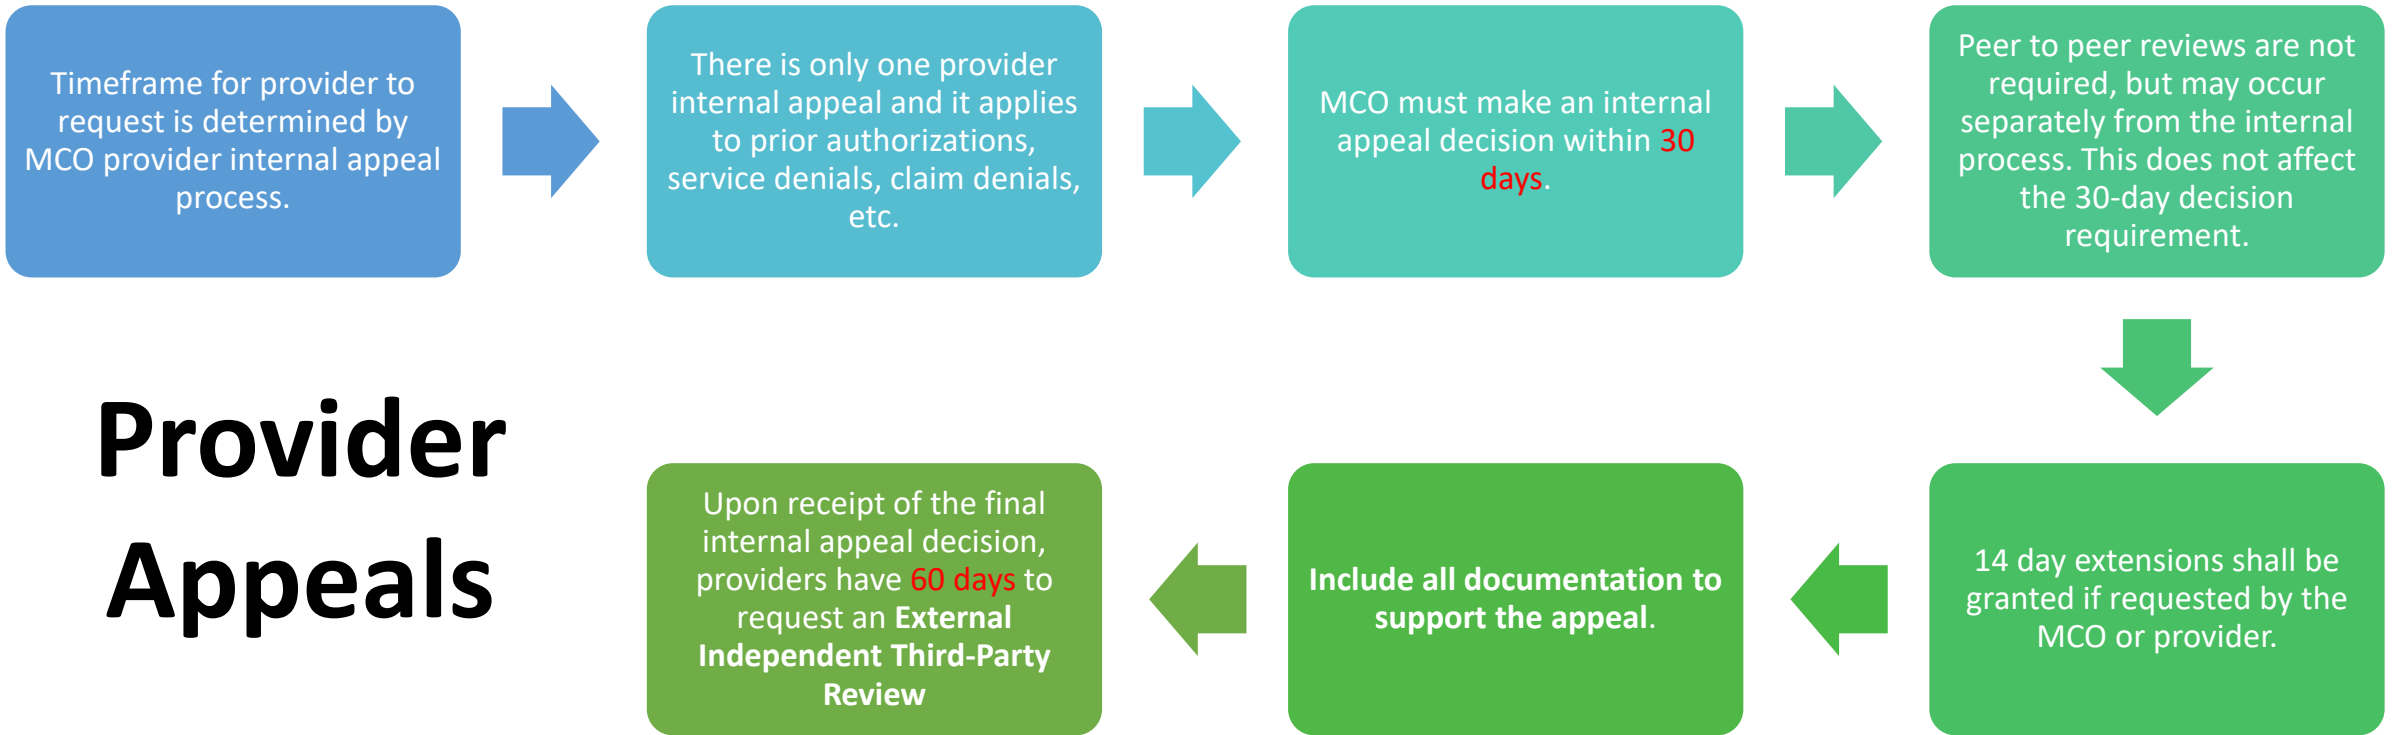 Timeframe for provider to
request is determined by
MCO provider internal appeal
process.
There is only one provider
internal appeal and it applies
to prior authorizations,
service denials, claim denials,
etc.
MCO must make an internal
appeal decision within 30
days.
Peer to peer reviews are not
required, but may occur
separately from the internal
process. This does not affect
the 30-day decision
requirement.
14 day extensions shall be
granted if requested by the
MCO or provider.
Include all documentation to
support the appeal.
Upon receipt of the final
internal appeal decision,
providers have 60 days to
request an External
Independent Third-Party
Review
Provider
Appeals